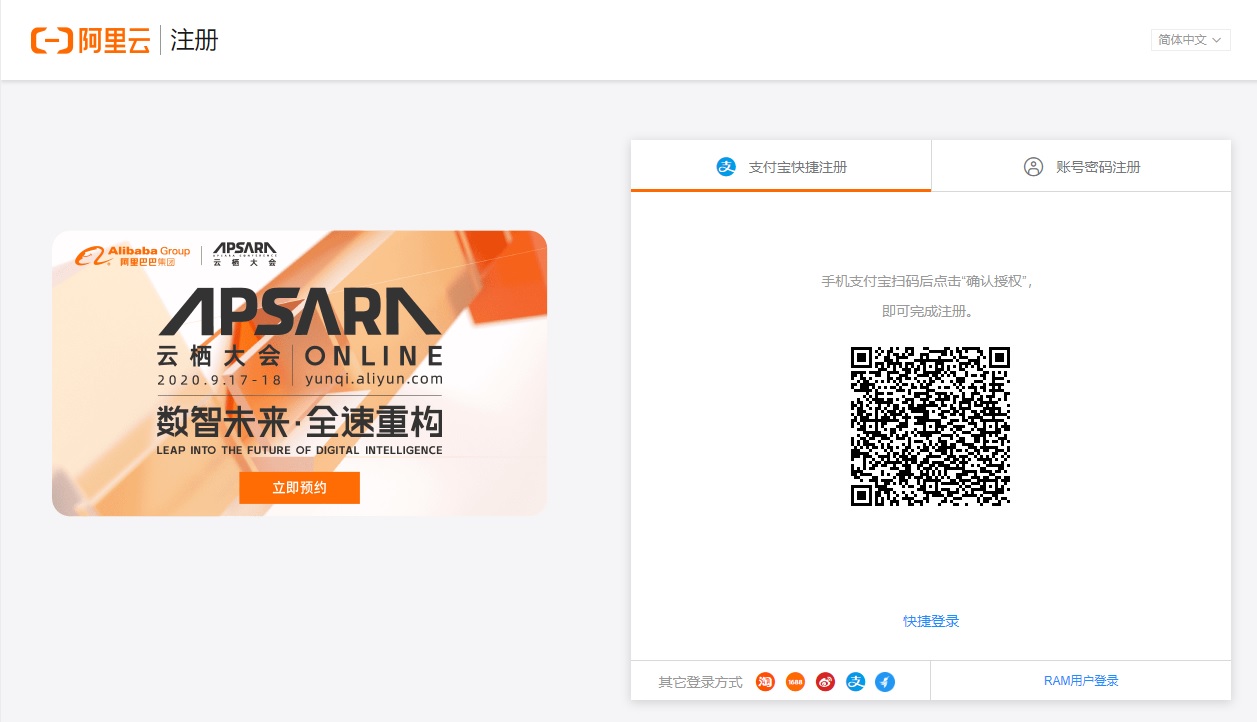 阿里云 注册
简体中文
Alibaba Group
阿里巴巴集团
APSARA
APSARA CONFERENCE
云栖大会
APSARA
云栖大会 ONLINE
2020.9.17-18 yunqi.aliyun.com
数智未来·全速重构
LEAP INTO THE FUTURE OF DIGITAL INTELLIGENCE
立即预约
支付宝快捷注册 账号密码注册
手机支付宝扫码后点击“确认授权”，
即可完成注册。
快捷登录
其它登录方式 淘 1688 支 RAM用户登录